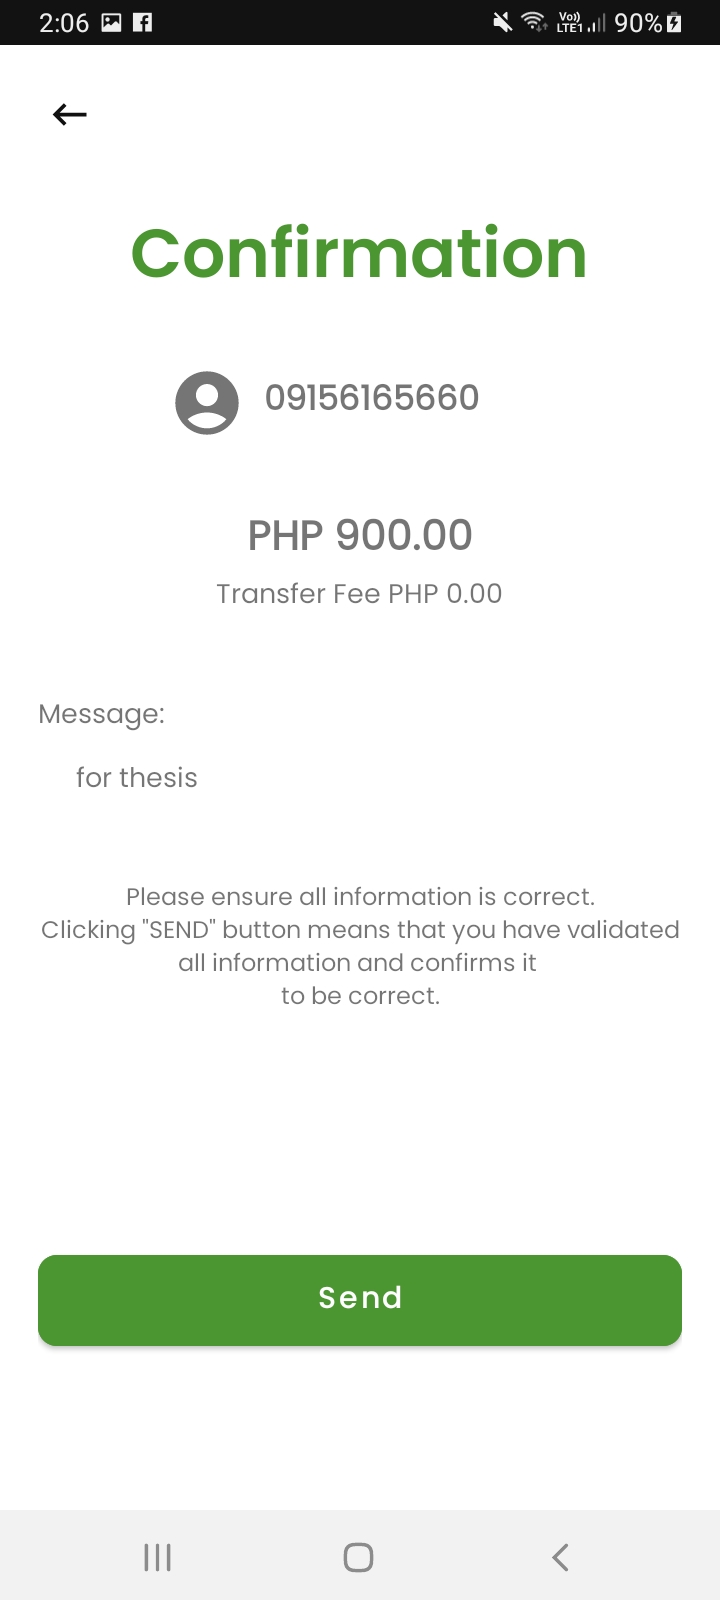 2:06
Vo))
LTE1
90%
Confirmation
09156165660
PHP 900.00
Transfer Fee PHP 0.00
Message:
for thesis
Please ensure all information is correct.
Clicking "SEND" button means that you have validated
all information and confirms it
to be correct.
Send